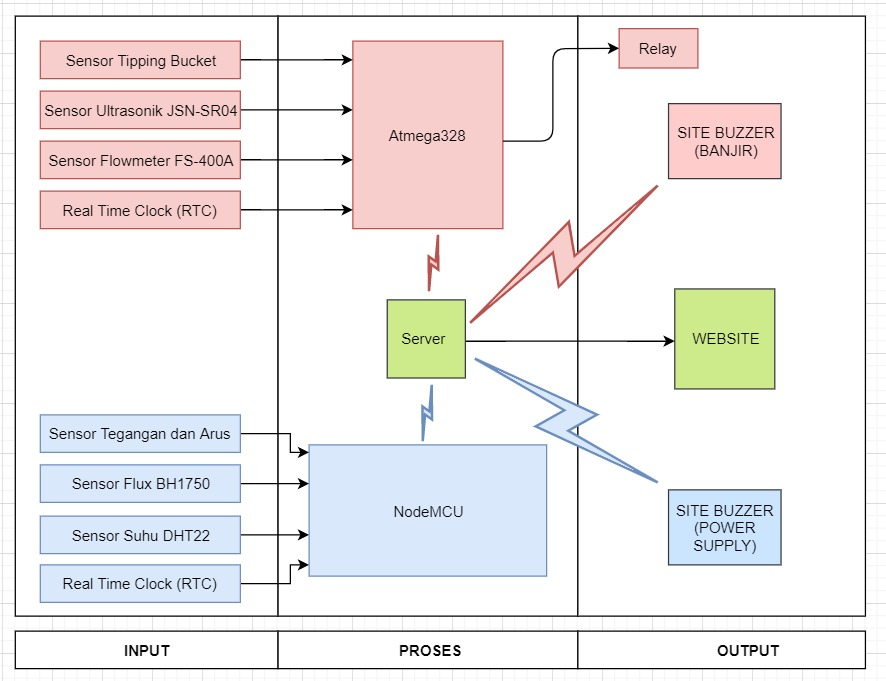 Sensor Tipping Bucket
Sensor Ultrasonik JSN-SR04
Sensor Flowmeter FS-400A
Real Time Clock (RTC)
Atmega328
Relay
SITE BUZZER
(BANJIR)
Server
WEBSITE
Sensor Tegangan dan Arus
Sensor Flux BH1750
Sensor Suhu DHT22
Real Time Clock (RTC)
NodeMCU
SITE BUZZER
(POWER
SUPPLY)
INPUT
PROSES
OUTPUT